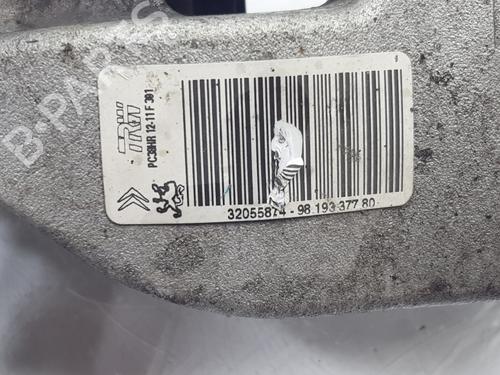 TRW
PC38HR 12-11 F 391
32055874 - 98 193 377 80
B-PARTS